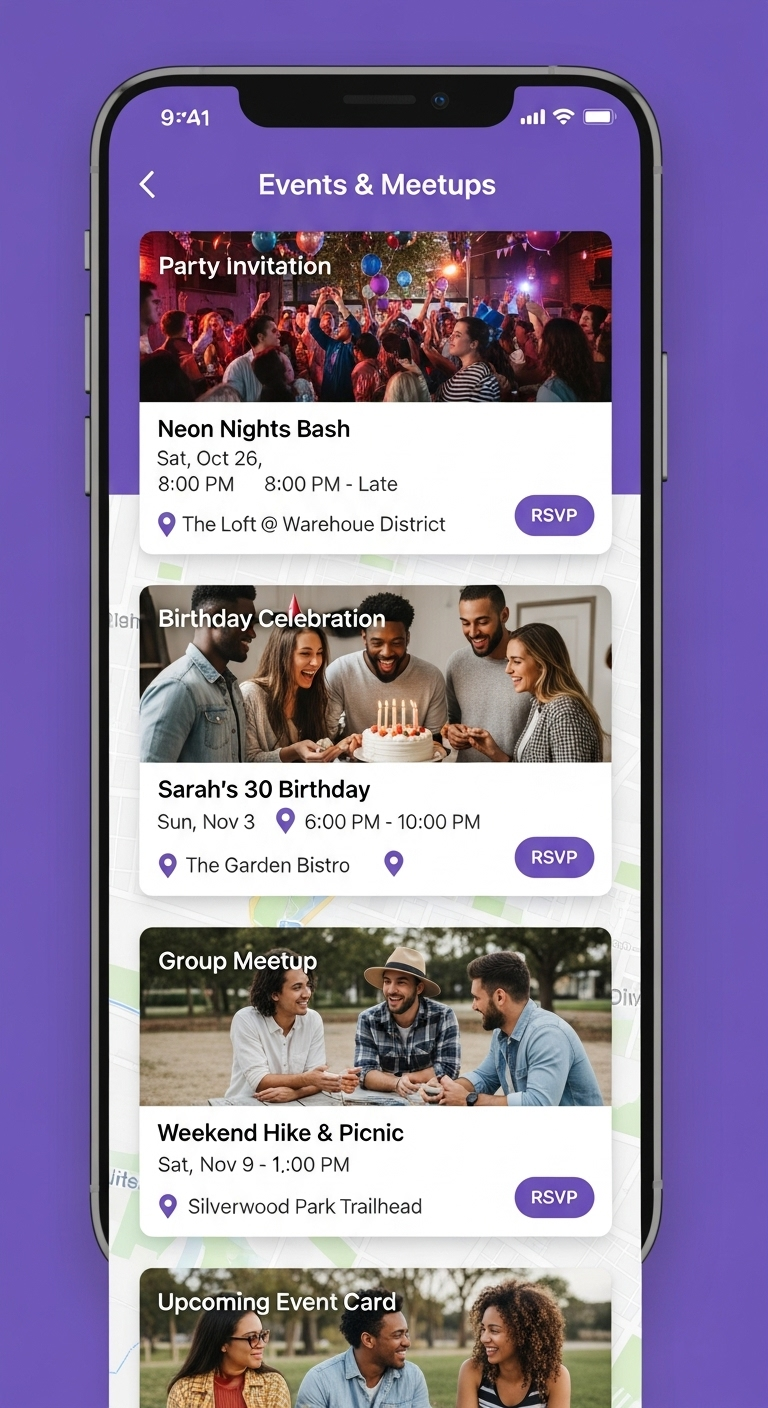 9:41
Events & Meetups
Party Invitation
Neon Nights Bash
Sat, Oct 26,
8:00 PM 8:00 PM - Late
The Loft @ Warehoue District
RSVP
Birthday Celebration
Sarah's 30 Birthday
Sun, Nov 3 6:00 PM - 10:00 PM
The Garden Bistro
RSVP
Group Meetup
Weekend Hike & Picnic
Sat, Nov 9 - 1.:00 PM
Silverwood Park Trailhead
RSVP
Upcoming Event Card